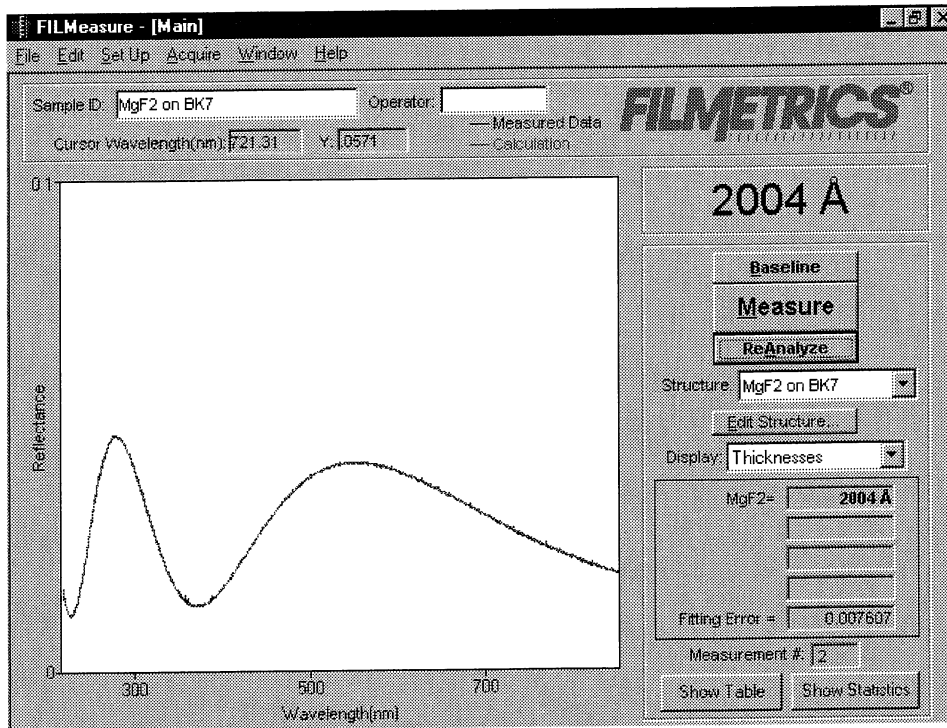 FILMeasure - [Main]
File Edit Set Up Acquire Window Help
Sample ID: MgF2 on BK7 Operator:
Cursor Wavelength(nm): 721.31 Y: .0571
Measured Data
Calculation
FILMETRICS®
2004 Å
Baseline
Measure
ReAnalyze
Structure: MgF2 on BK7
Edit Structure...
Display: Thicknesses
MgF2= 2004 Å
Fitting Error = 0.007607
Measurement #: 2
Show Table Show Statistics
0.1
Reflectance
0
300 500 700
Wavelength(nm)